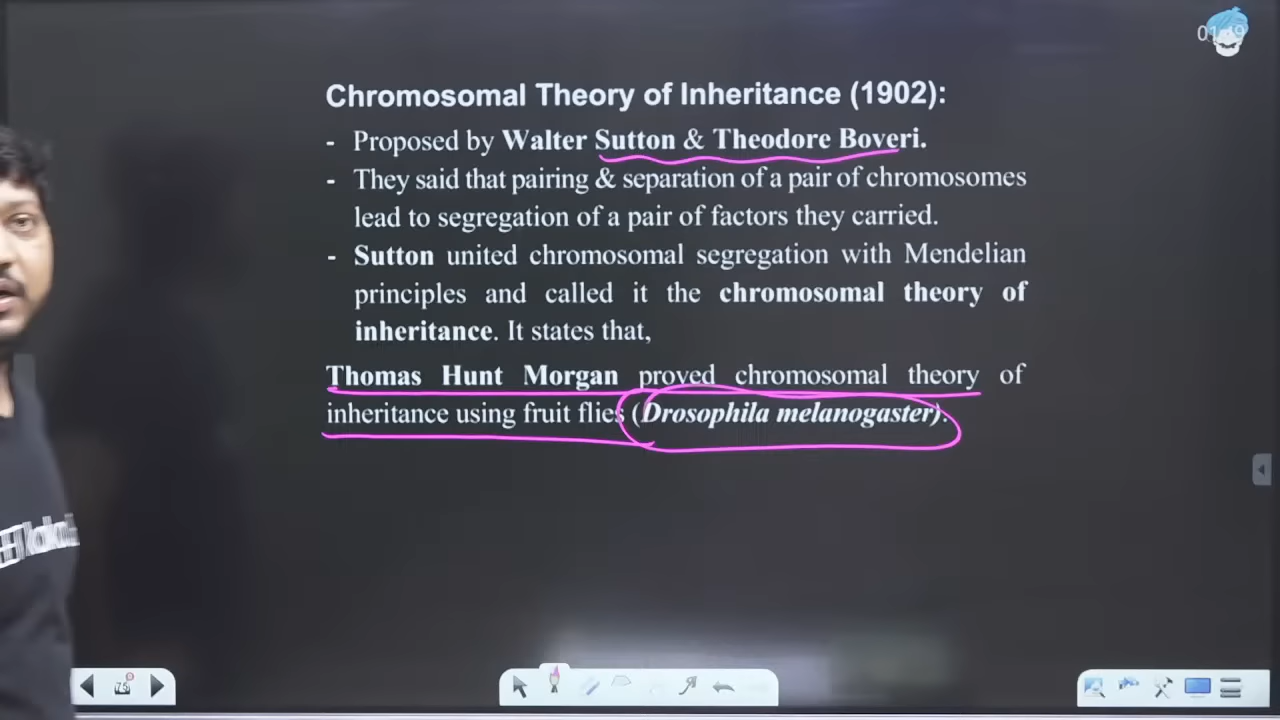 Chromosomal Theory of Inheritance (1902):
- Proposed by Walter Sutton & Theodore Boveri.
- They said that pairing & separation of a pair of chromosomes
lead to segregation of a pair of factors they carried.
- Sutton united chromosomal segregation with Mendelian
principles and called it the chromosomal theory of
inheritance. It states that,
Thomas Hunt Morgan proved chromosomal theory of
inheritance using fruit flies (Drosophila melanogaster).